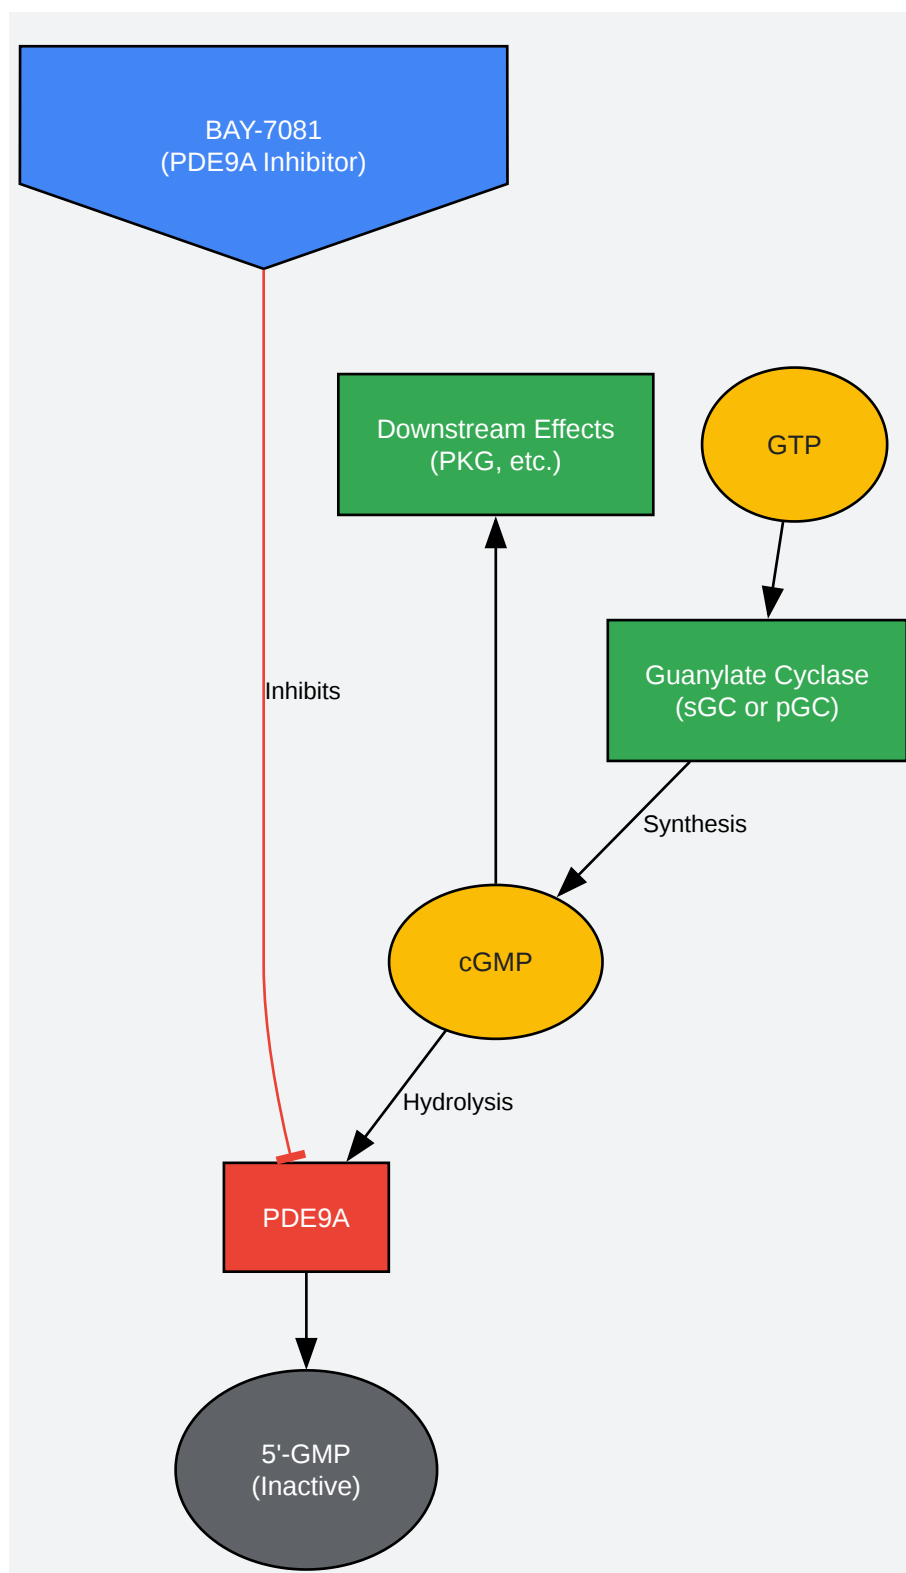 BAY-7081
(PDE9A Inhibitor)
Downstream Effects
(PKG, etc.)
GTP
Inhibits
Guanylate Cyclase
(sGC or pGC)
Synthesis
cGMP
Hydrolysis
PDE9A
5'-GMP
(Inactive)